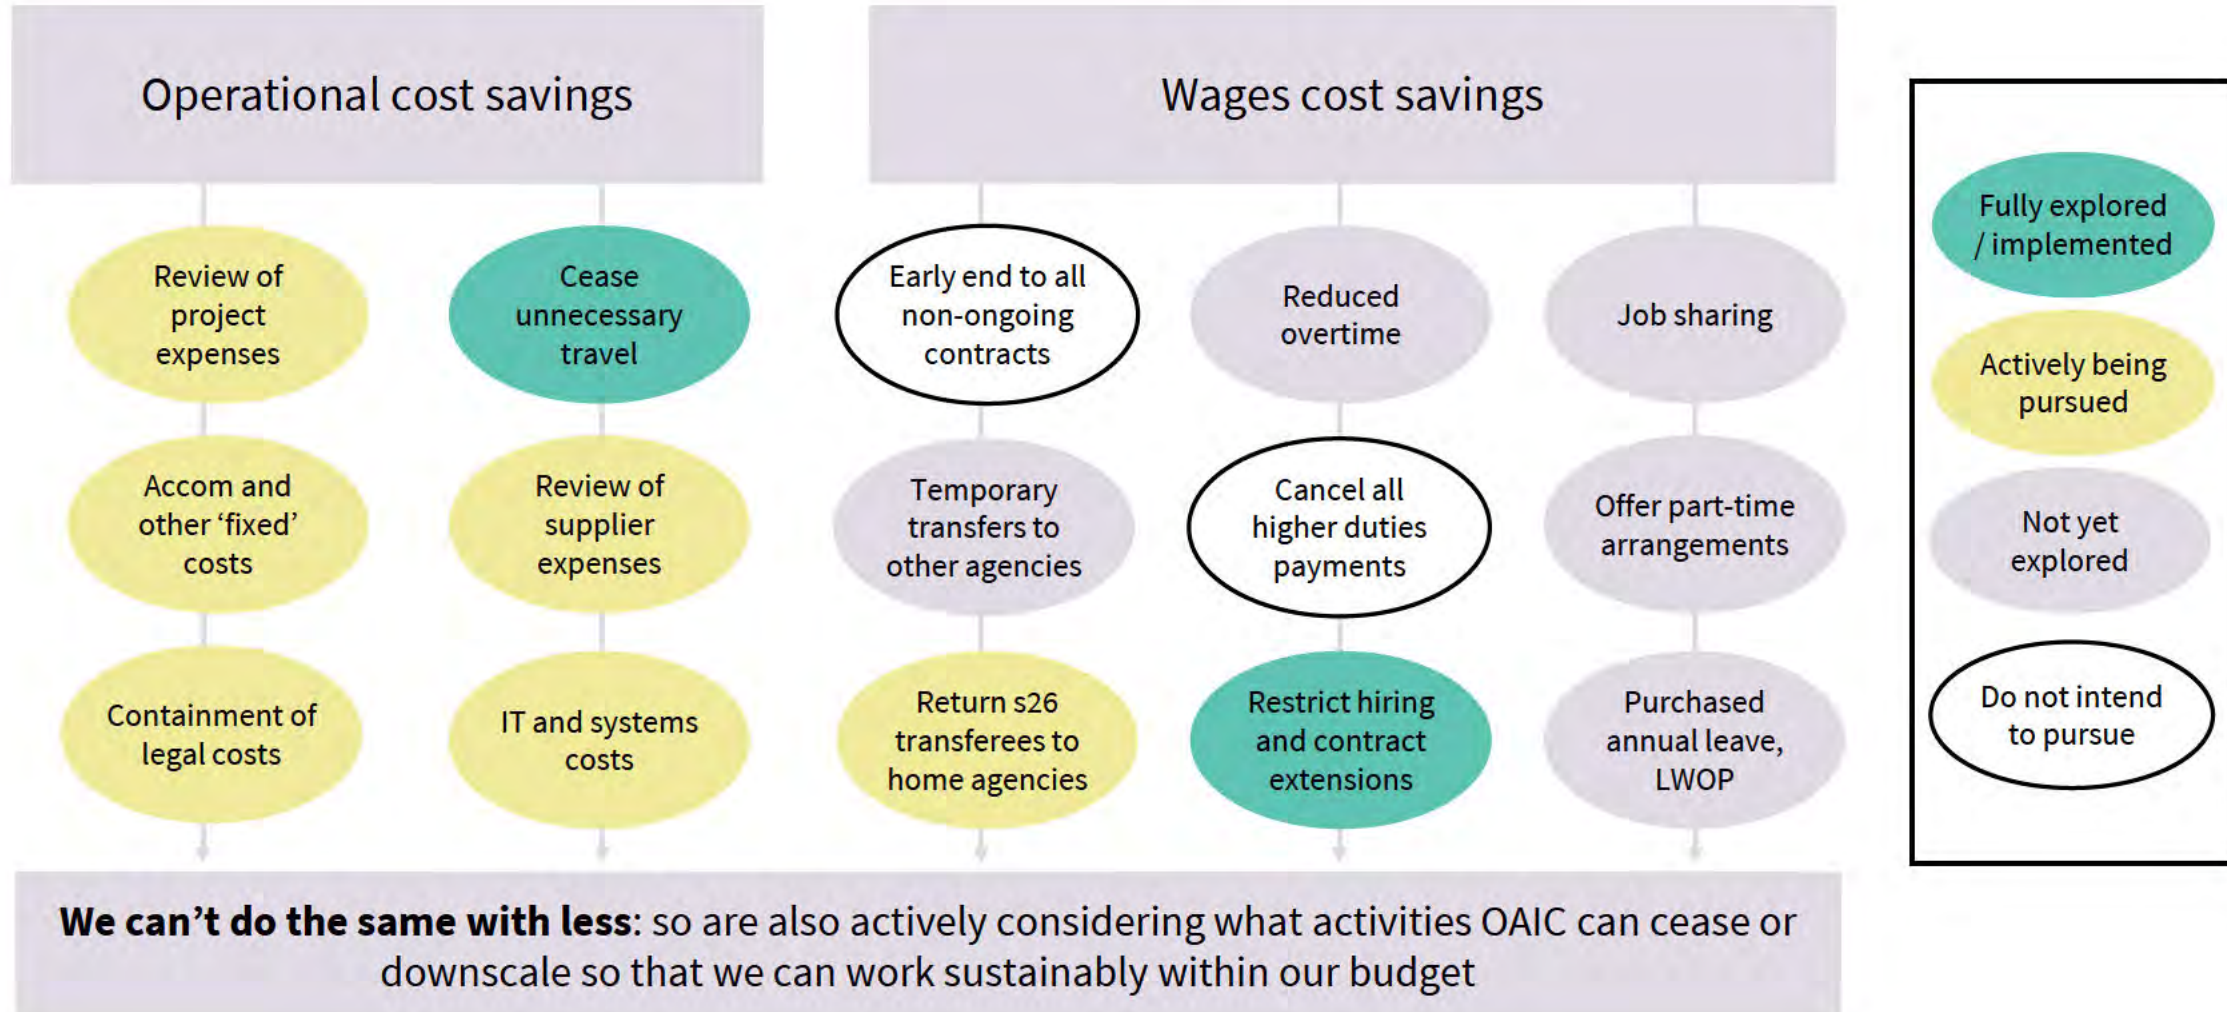 Operational cost savings
Wages cost savings
Review of
project
expenses
Cease
unnecessary
travel
Early end to all
non-ongoing
contracts
Reduced
overtime
Job sharing
Accom and
other ‘fixed’
costs
Review of
supplier
expenses
Temporary
transfers to
other agencies
Cancel all
higher duties
payments
Offer part-time
arrangements
Containment of
legal costs
IT and systems
costs
Return s26
transferees to
home agencies
Restrict hiring
and contract
extensions
Purchased
annual leave,
LWOP
We can’t do the same with less: so are also actively considering what activities OAIC can cease or
downscale so that we can work sustainably within our budget
Fully explored
/ implemented
Actively being
pursued
Not yet
explored
Do not intend
to pursue